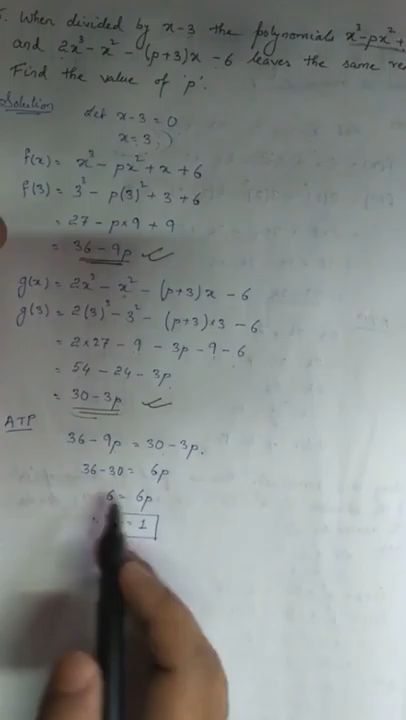 5. When divided by x-3 the polynomials x³-px²+
and 2x³ - x² - (p+3)x - 6 leaves the same
Find the value of 'p'.
Solution
let x-3 = 0
x = 3
f(x) = x³ - px² + x + 6
f(3) = 3³ - p(3)² + 3 + 6
= 27 - p×9 + 9
= 36 - 9p
g(x) = 2x³ - x² - (p+3)x - 6
g(3) = 2(3)³ - 3² - (p+3)×3 - 6
= 2×27 - 9 - 3p - 9 - 6
= 54 - 24 - 3p
= 30 - 3p
ATP
36 - 9p = 30 - 3p.
36 - 30 = 6p
6 = 6p
= 1